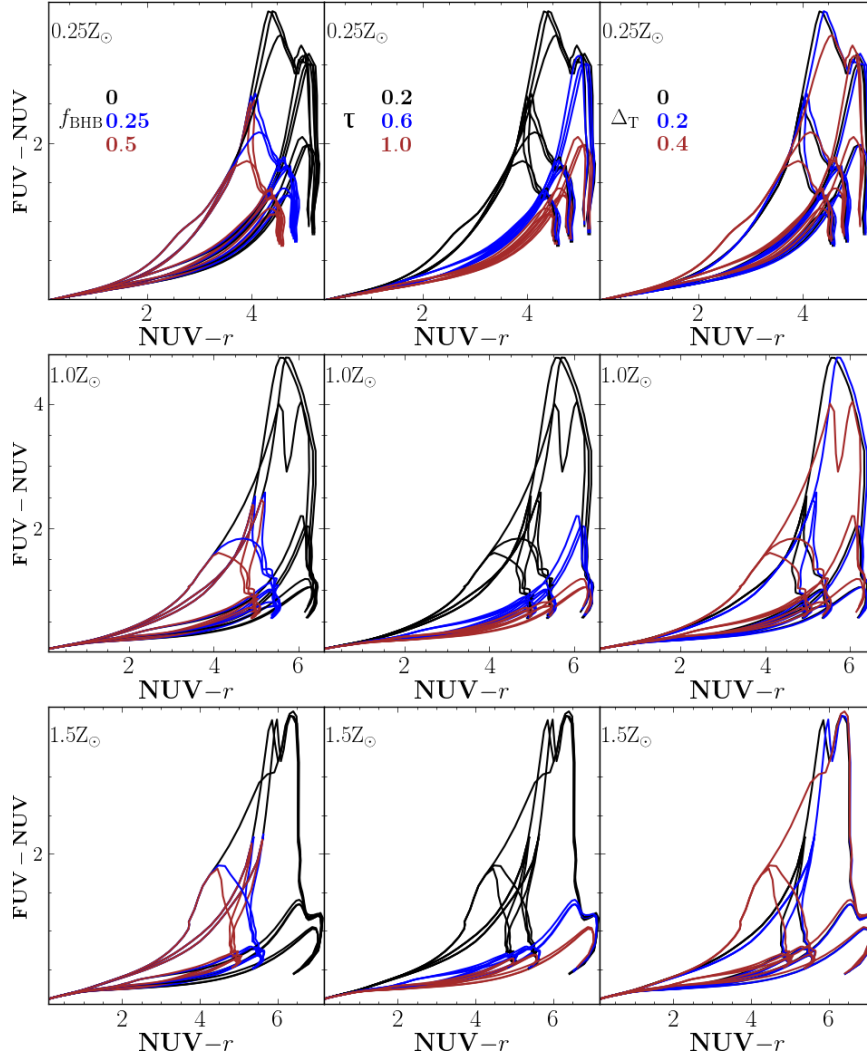 0.25Z⊙ 0.25Z⊙ 0.25Z⊙
0 0.2 0
f_BHB 0.25 τ 0.6 Δ_T 0.2
0.5 1.0 0.4
FUV − NUV
2
2 4 2 4 2 4
NUV−r NUV−r NUV−r
1.0Z⊙ 1.0Z⊙ 1.0Z⊙
4
FUV − NUV
2
2 4 6 2 4 6 2 4 6
NUV−r NUV−r NUV−r
1.5Z⊙ 1.5Z⊙ 1.5Z⊙
FUV − NUV
2
2 4 6 2 4 6 2 4 6
NUV−r NUV−r NUV−r